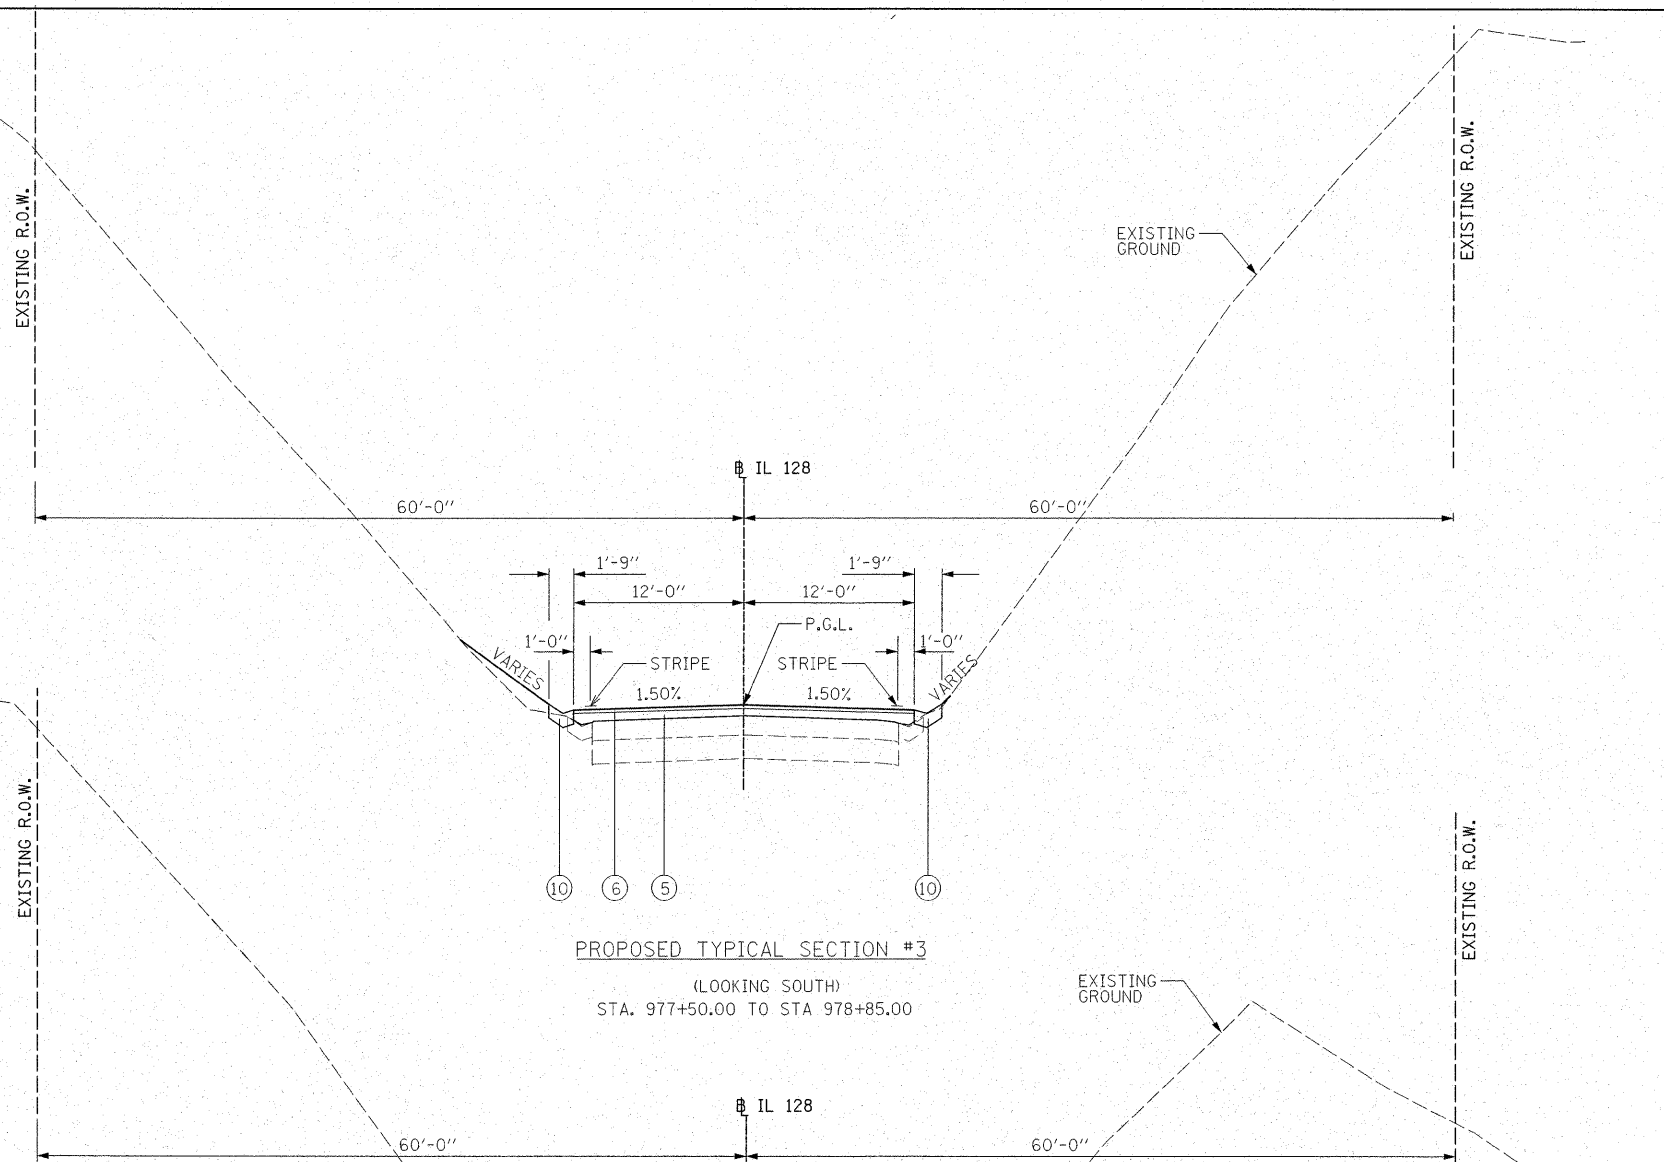 EXISTING R.O.W.
EXISTING R.O.W.
EXISTING
GROUND
B IL 128
60'-0"
60'-0"
1'-9"
1'-9"
12'-0"
12'-0"
P.G.L.
1'-0"
1'-0"
STRIPE
STRIPE
VARIES
VARIES
1.50%
1.50%
10
6
5
10
PROPOSED TYPICAL SECTION #3
(LOOKING SOUTH)
STA. 977+50.00 TO STA 978+85.00
EXISTING R.O.W.
EXISTING R.O.W.
EXISTING
GROUND
B IL 128
60'-0"
60'-0"